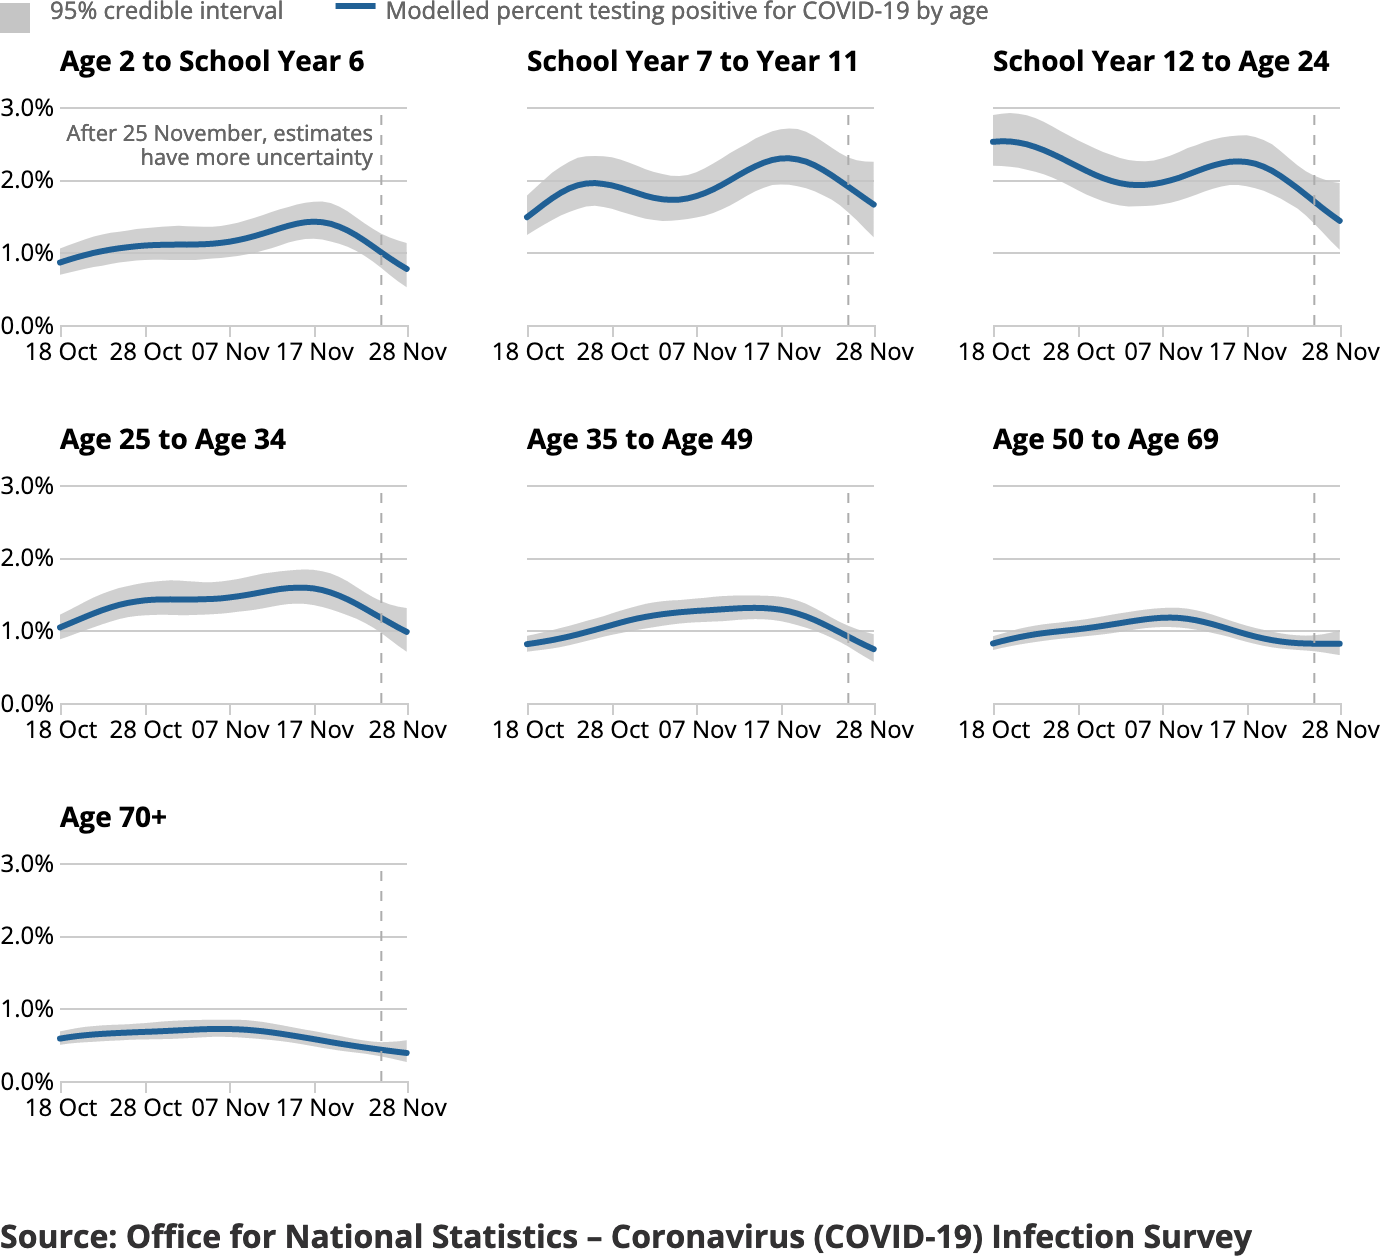 95% credible interval
Modelled percent testing positive for COVID-19 by age
Age 2 to School Year 6
School Year 7 to Year 11
School Year 12 to Age 24
3.0%
After 25 November, estimates
have more uncertainty
2.0%
1.0%
0.0%
18 Oct 28 Oct 07 Nov 17 Nov 28 Nov
18 Oct 28 Oct 07 Nov 17 Nov 28 Nov
18 Oct 28 Oct 07 Nov 17 Nov 28 Nov
Age 25 to Age 34
Age 35 to Age 49
Age 50 to Age 69
3.0%
2.0%
1.0%
0.0%
18 Oct 28 Oct 07 Nov 17 Nov 28 Nov
18 Oct 28 Oct 07 Nov 17 Nov 28 Nov
18 Oct 28 Oct 07 Nov 17 Nov 28 Nov
Age 70+
3.0%
2.0%
1.0%
0.0%
18 Oct 28 Oct 07 Nov 17 Nov 28 Nov
Source: Office for National Statistics – Coronavirus (COVID-19) Infection Survey